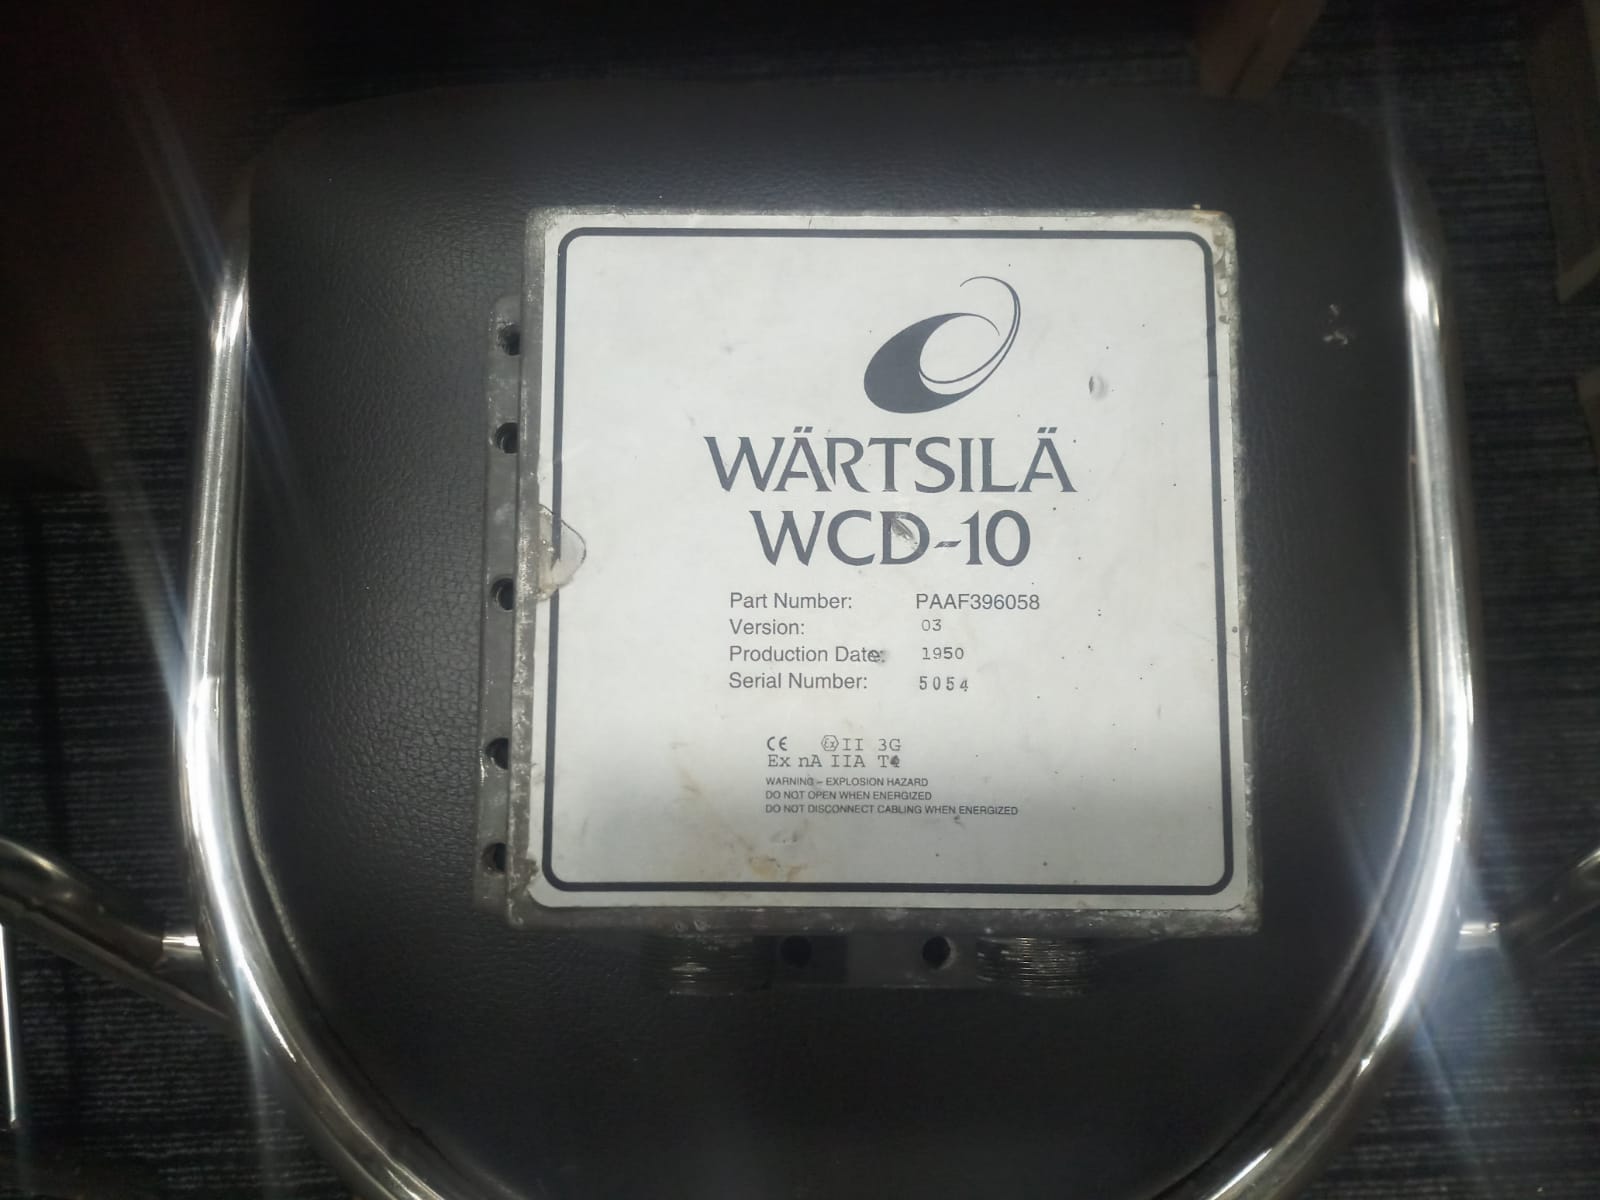 WÄRTSILÄ
WCD-10
Part Number: PAAF396058
Version: 03
Production Date: 1950
Serial Number: 5054
CE Ex II 3G
Ex nA IIA T4
WARNING – EXPLOSION HAZARD
DO NOT OPEN WHEN ENERGIZED
DO NOT DISCONNECT CABLING WHEN ENERGIZED